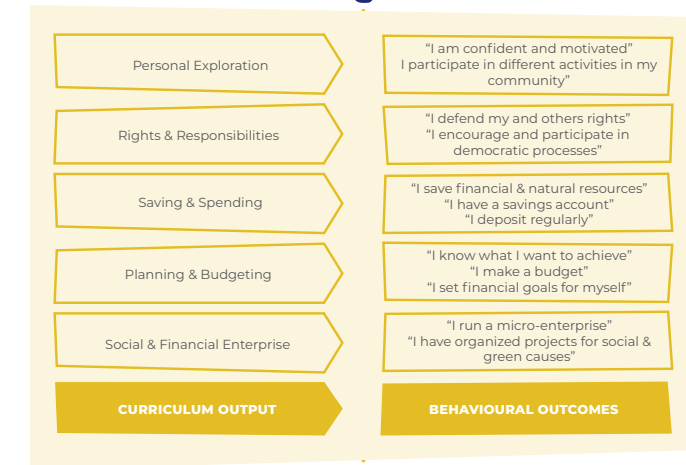 Personal Exploration
“I am confident and motivated”
I participate in different activities in my
community”
Rights & Responsibilities
“I defend my and others rights”
“I encourage and participate in
democratic processes”
Saving & Spending
“I save financial & natural resources”
“I have a savings account”
“I deposit regularly”
Planning & Budgeting
“I know what I want to achieve”
“I make a budget”
“I set financial goals for myself”
Social & Financial Enterprise
“I run a micro-enterprise”
“I have organized projects for social &
green causes”
CURRICULUM OUTPUT
BEHAVIOURAL OUTCOMES